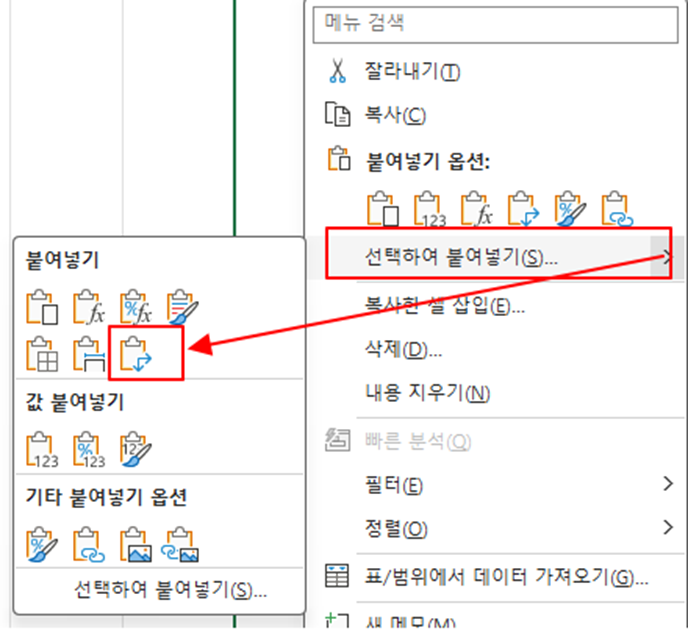 메뉴 검색
잘라내기(T)
복사(C)
붙여넣기 옵션:
123
fx
선택하여 붙여넣기(S)...
복사한 셀 삽입(E)...
삭제(D)...
내용 지우기(N)
빠른 분석(Q)
필터(F)
정렬(O)
표/범위에서 데이터 가져오기(G)...
새 메모(M)
붙여넣기
fx
%fx
값 붙여넣기
123
%123
12
기타 붙여넣기 옵션
%
선택하여 붙여넣기(S)...